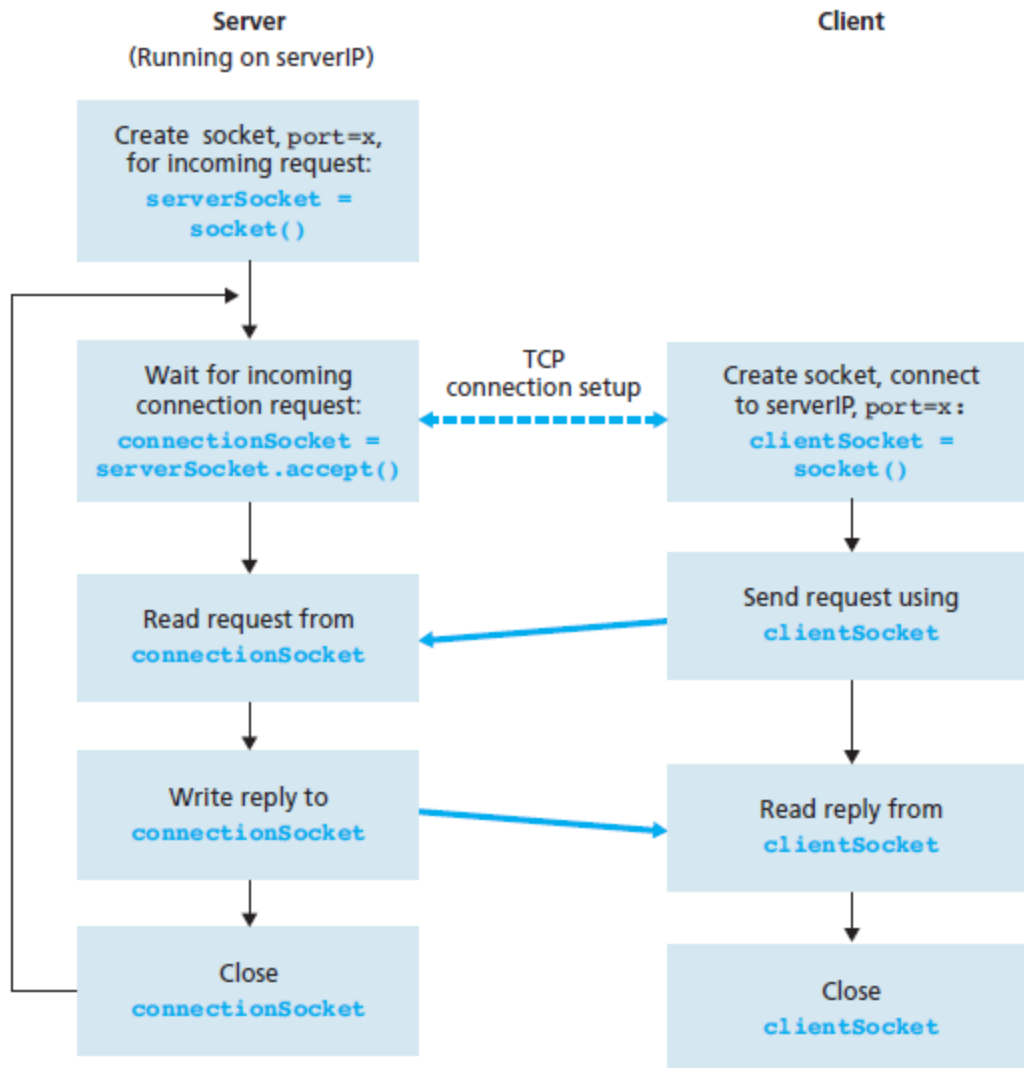 Server
(Running on serverIP)
Client
Create socket, port=x,
for incoming request:
serverSocket =
socket()
Wait for incoming
connection request:
connectionSocket =
serverSocket.accept()
TCP
connection setup
Create socket, connect
to serverIP, port=x:
clientSocket =
socket()
Read request from
connectionSocket
Send request using
clientSocket
Write reply to
connectionSocket
Read reply from
clientSocket
Close
connectionSocket
Close
clientSocket